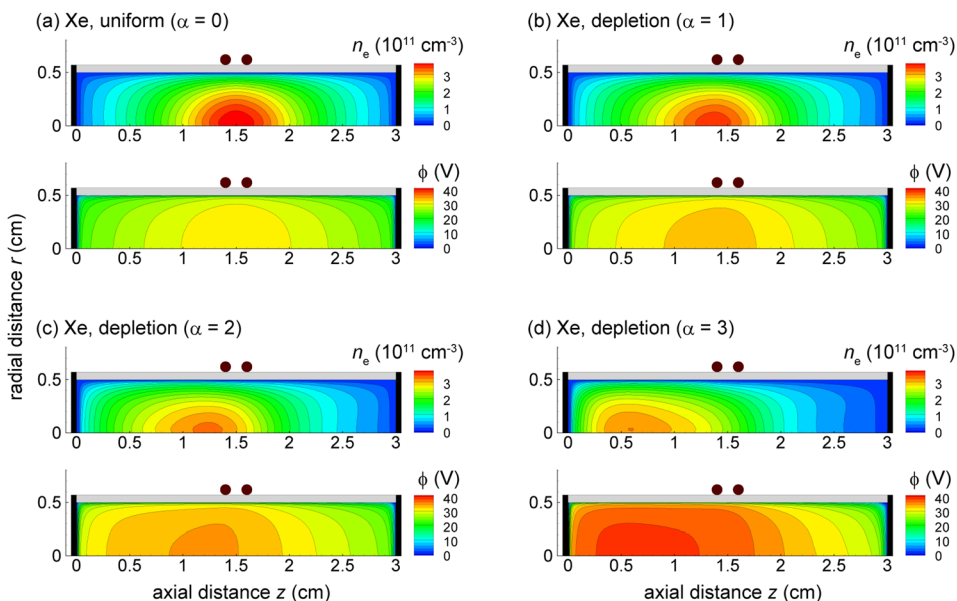 (a) Xe, uniform (α = 0)
nₑ (10¹¹ cm⁻³)
0.5
0
0 0.5 1 1.5 2 2.5 3
3
2
1
0
ϕ (V)
0.5
0
0 0.5 1 1.5 2 2.5 3
40
30
20
10
0
(b) Xe, depletion (α = 1)
nₑ (10¹¹ cm⁻³)
0.5
0
0 0.5 1 1.5 2 2.5 3
3
2
1
0
ϕ (V)
0.5
0
0 0.5 1 1.5 2 2.5 3
40
30
20
10
0
radial disitance r (cm)
(c) Xe, depletion (α = 2)
nₑ (10¹¹ cm⁻³)
0.5
0
0 0.5 1 1.5 2 2.5 3
3
2
1
0
ϕ (V)
0.5
0
0 0.5 1 1.5 2 2.5 3
40
30
20
10
0
axial distance z (cm)
(d) Xe, depletion (α = 3)
nₑ (10¹¹ cm⁻³)
0.5
0
0 0.5 1 1.5 2 2.5 3
3
2
1
0
ϕ (V)
0.5
0
0 0.5 1 1.5 2 2.5 3
40
30
20
10
0
axial distance z (cm)